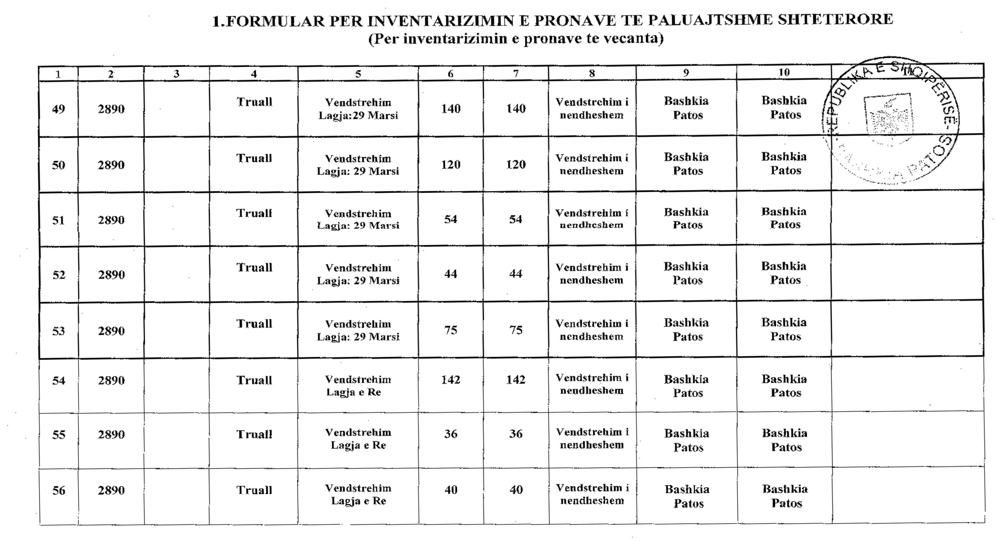 1.FORMULAR PER INVENTARIZIMIN E PRONAVE TE PALUAJTSHME SHTETERORE
(Per inventarizimin e pronave te vecanta)
1 2 3 4 5 6 7 8 9 10 11
REPUBLIKA E SHQIPËRISË
PATOS
49 2890 Truall Vendstrehim 140 140 Vendstrehim i Bashkia Bashkia
Lagja:29 Marsi nendheshem Patos Patos
50 2890 Truall Vendstrehim 120 120 Vendstrehim i Bashkia Bashkia
Lagja: 29 Marsi nendheshem Patos Patos
51 2890 Truall Vendstrehim 54 54 Vendstrehim i Bashkia Bashkia
Lagja: 29 Marsi nendheshem Patos Patos
52 2890 Truall Vendstrehim 44 44 Vendstrehim i Bashkia Bashkia
Lagja: 29 Marsi nendheshem Patos Patos
53 2890 Truall Vendstrehim 75 75 Vendstrehim i Bashkia Bashkia
Lagja: 29 Marsi nendheshem Patos Patos
54 2890 Truall Vendstrehim 142 142 Vendstrehim i Bashkia Bashkia
Lagja e Re nendheshem Patos Patos
55 2890 Truall Vendstrehim 36 36 Vendstrehim i Bashkia Bashkia
Lagja e Re nendheshem Patos Patos
56 2890 Truall Vendstrehim 40 40 Vendstrehim i Bashkia Bashkia
Lagja e Re nendheshem Patos Patos